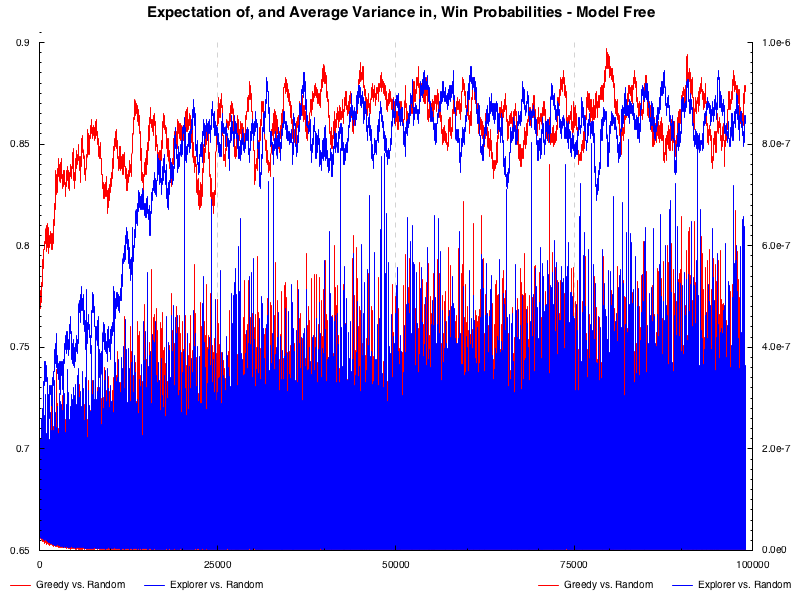 Expectation of, and Average Variance in, Win Probabilities - Model Free
0.9
0.85
0.8
0.75
0.7
0.65
1.0e-6
8.0e-7
6.0e-7
4.0e-7
2.0e-7
0.0e0
0 25000 50000 75000 100000
Greedy vs. Random Explorer vs. Random Greedy vs. Random Explorer vs. Random